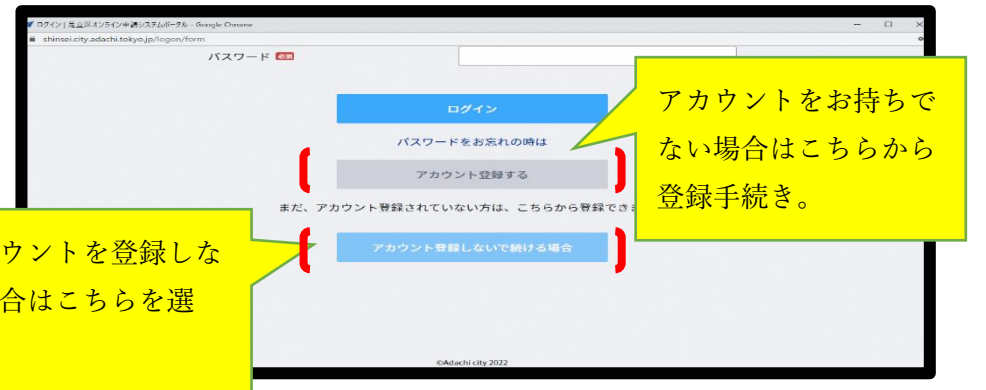 ログイン | 足立区オンライン申請システムポータル - Google Chrome
shinsei.city.adachi.tokyo.jp/logon/form
パスワード 必須
ログイン
パスワードをお忘れの時は
アカウント登録する
まだ、アカウント登録されていない方は、こちらから登録でき
アカウント登録しないで続ける場合
©Adachi city 2022
アカウントをお持ちで
ない場合はこちらから
登録手続き。
ウントを登録しな
合はこちらを選